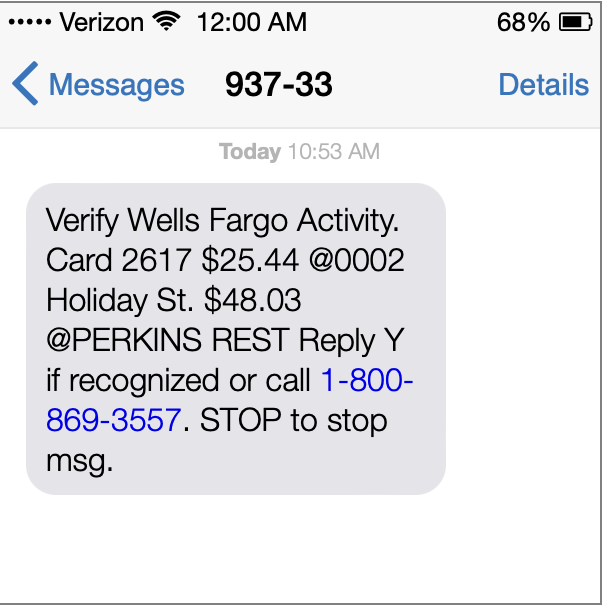 ••••• Verizon 12:00 AM 68%
Messages 937-33 Details
Today 10:53 AM
Verify Wells Fargo Activity.
Card 2617 $25.44 @0002
Holiday St. $48.03
@PERKINS REST Reply Y
if recognized or call 1-800-
869-3557. STOP to stop
msg.